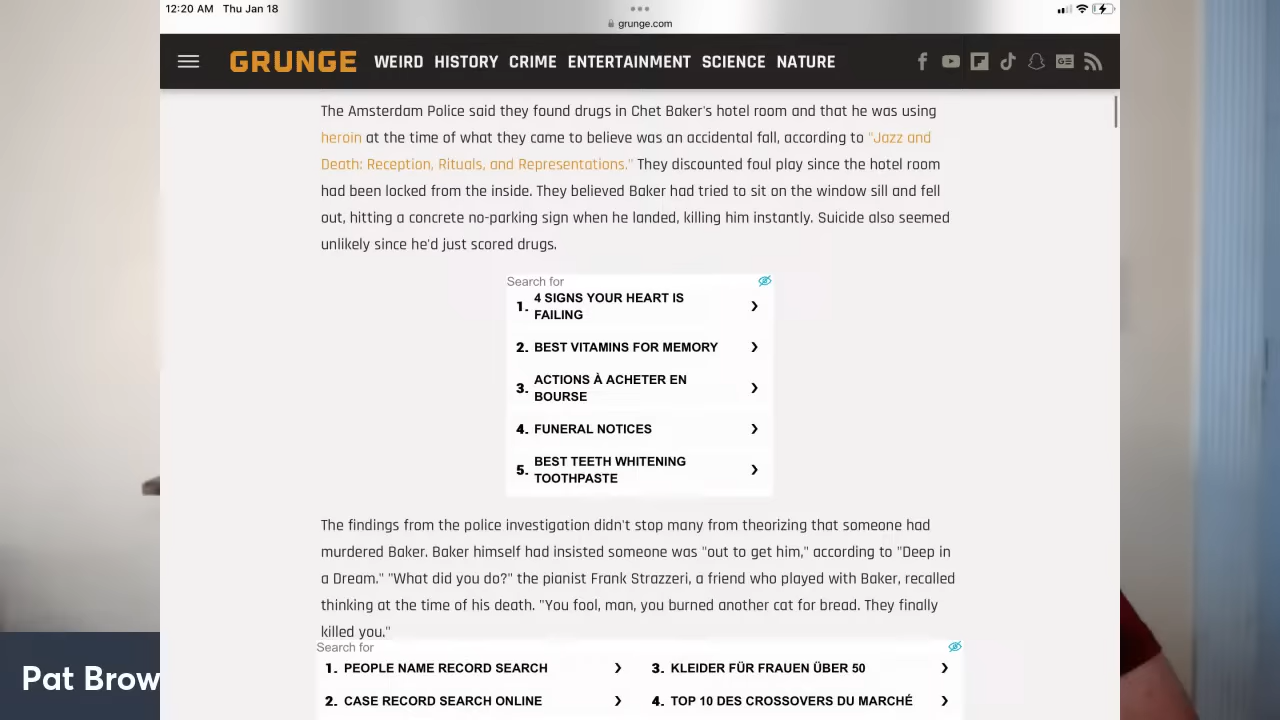 12:20 AM Thu Jan 18
grunge.com
GRUNGE WEIRD HISTORY CRIME ENTERTAINMENT SCIENCE NATURE
The Amsterdam Police said they found drugs in Chet Baker's hotel room and that he was using
heroin at the time of what they came to believe was an accidental fall, according to "Jazz and
Death: Reception, Rituals, and Representations." They discounted foul play since the hotel room
had been locked from the inside. They believed Baker had tried to sit on the window sill and fell
out, hitting a concrete no-parking sign when he landed, killing him instantly. Suicide also seemed
unlikely since he'd just scored drugs.
Search for
1. 4 SIGNS YOUR HEART IS
FAILING
2. BEST VITAMINS FOR MEMORY
3. ACTIONS À ACHETER EN
BOURSE
4. FUNERAL NOTICES
5. BEST TEETH WHITENING
TOOTHPASTE
The findings from the police investigation didn't stop many from theorizing that someone had
murdered Baker. Baker himself had insisted someone was "out to get him," according to "Deep in
a Dream." "What did you do?" the pianist Frank Strazzeri, a friend who played with Baker, recalled
thinking at the time of his death. "You fool, man, you burned another cat for bread. They finally
killed you."
Search for
1. PEOPLE NAME RECORD SEARCH
2. CASE RECORD SEARCH ONLINE
3. KLEIDER FÜR FRAUEN ÜBER 50
4. TOP 10 DES CROSSOVERS DU MARCHÉ
Pat Brow